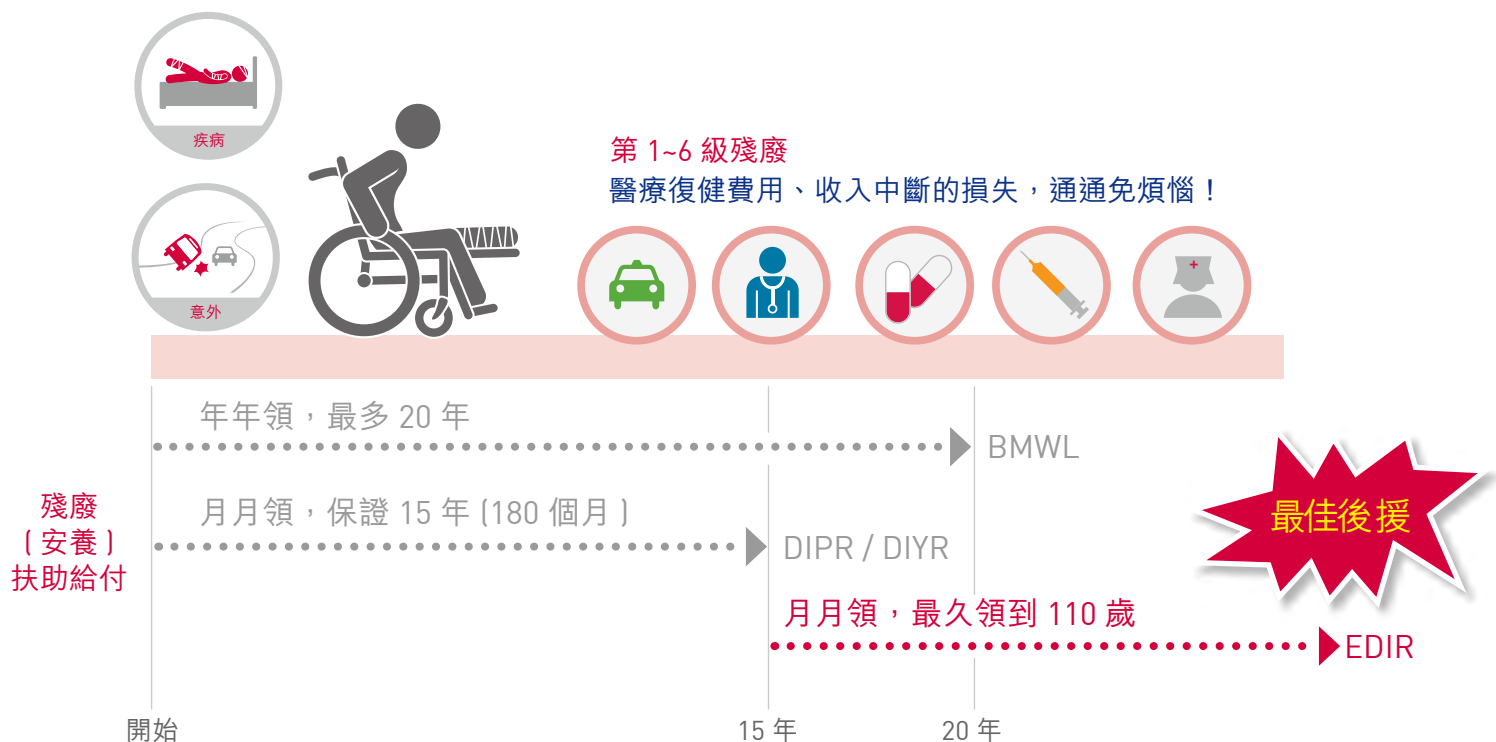 疾病
意外
第 1~6 級殘廢
醫療復健費用、收入中斷的損失，通通免煩惱！
年年領，最多 20 年
BMWL
殘廢
（安養）
扶助給付
月月領，保證 15 年 (180 個月)
DIPR / DIYR
最佳後援
月月領，最久領到 110 歲
EDIR
開始
15 年
20 年